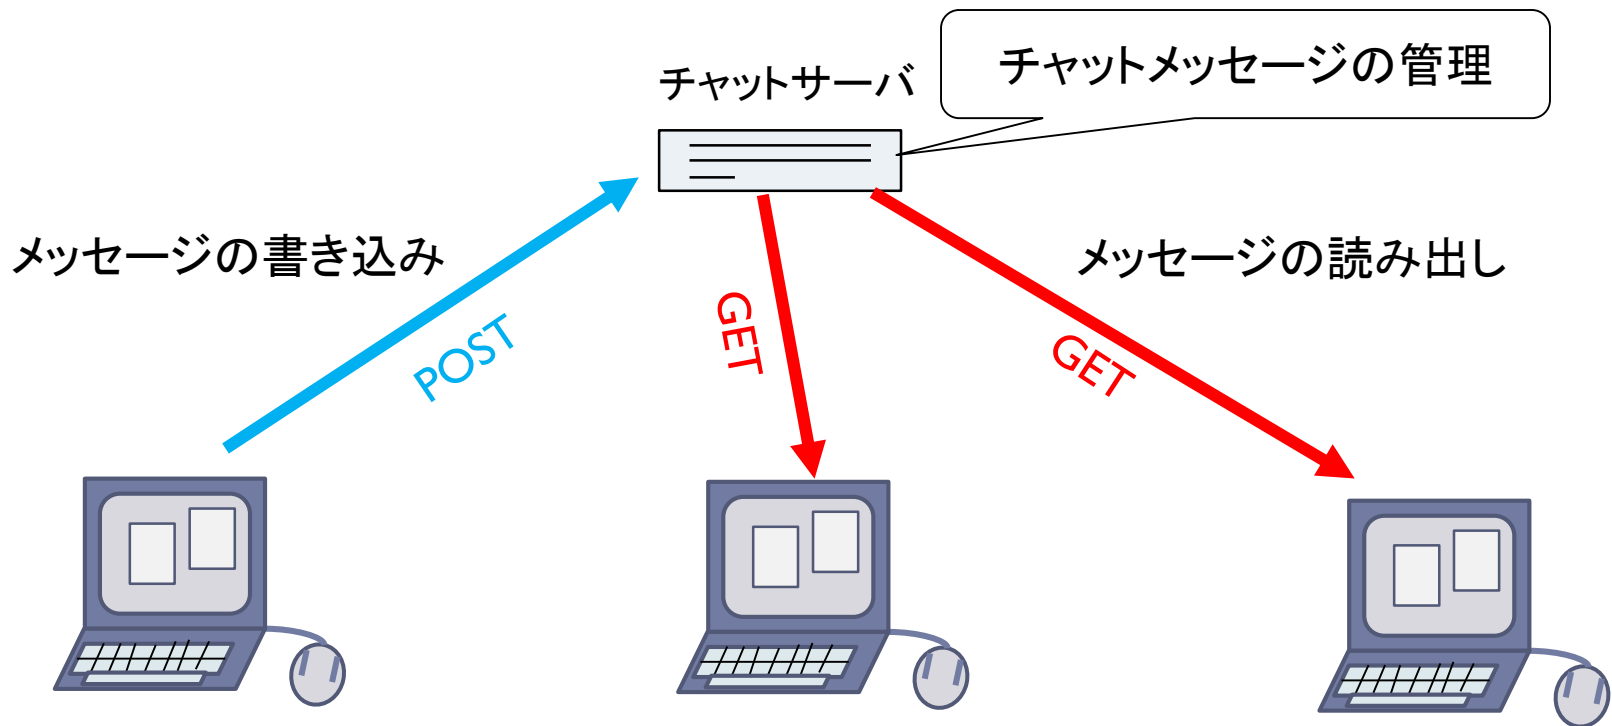 チャットメッセージの管理
チャットサーバ
メッセージの書き込み
メッセージの読み出し
POST
GET
GET